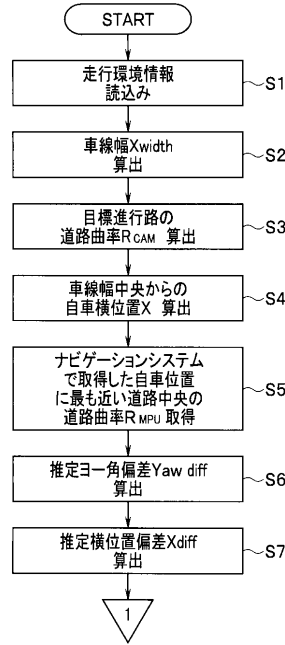 START
走行環境情報
読込み
S1
車線幅Xwidth
算出
S2
目標進行路の
道路曲率RCAM 算出
S3
車線幅中央からの
自車横位置X 算出
S4
ナビゲーションシステム
で取得した自車位置
に最も近い道路中央の
道路曲率RMPU 取得
S5
推定ヨー角偏差Yaw diff
算出
S6
推定横位置偏差Xdiff
算出
S7
1